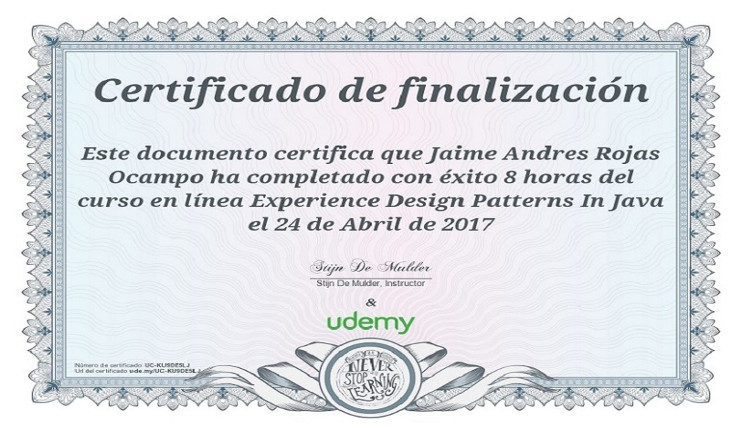 Certificado de finalización
Este documento certifica que Jaime Andres Rojas
Ocampo ha completado con éxito 8 horas del
curso en línea Experience Design Patterns In Java
el 24 de Abril de 2017
Stijn De Mulder
Stijn De Mulder, Instructor
&
udemy
Número de certificado: UC-KU9DE9LJ
Url del certificado: ude.my/UC-KU9DE9LJ
NEVER
STOP
LEARNING